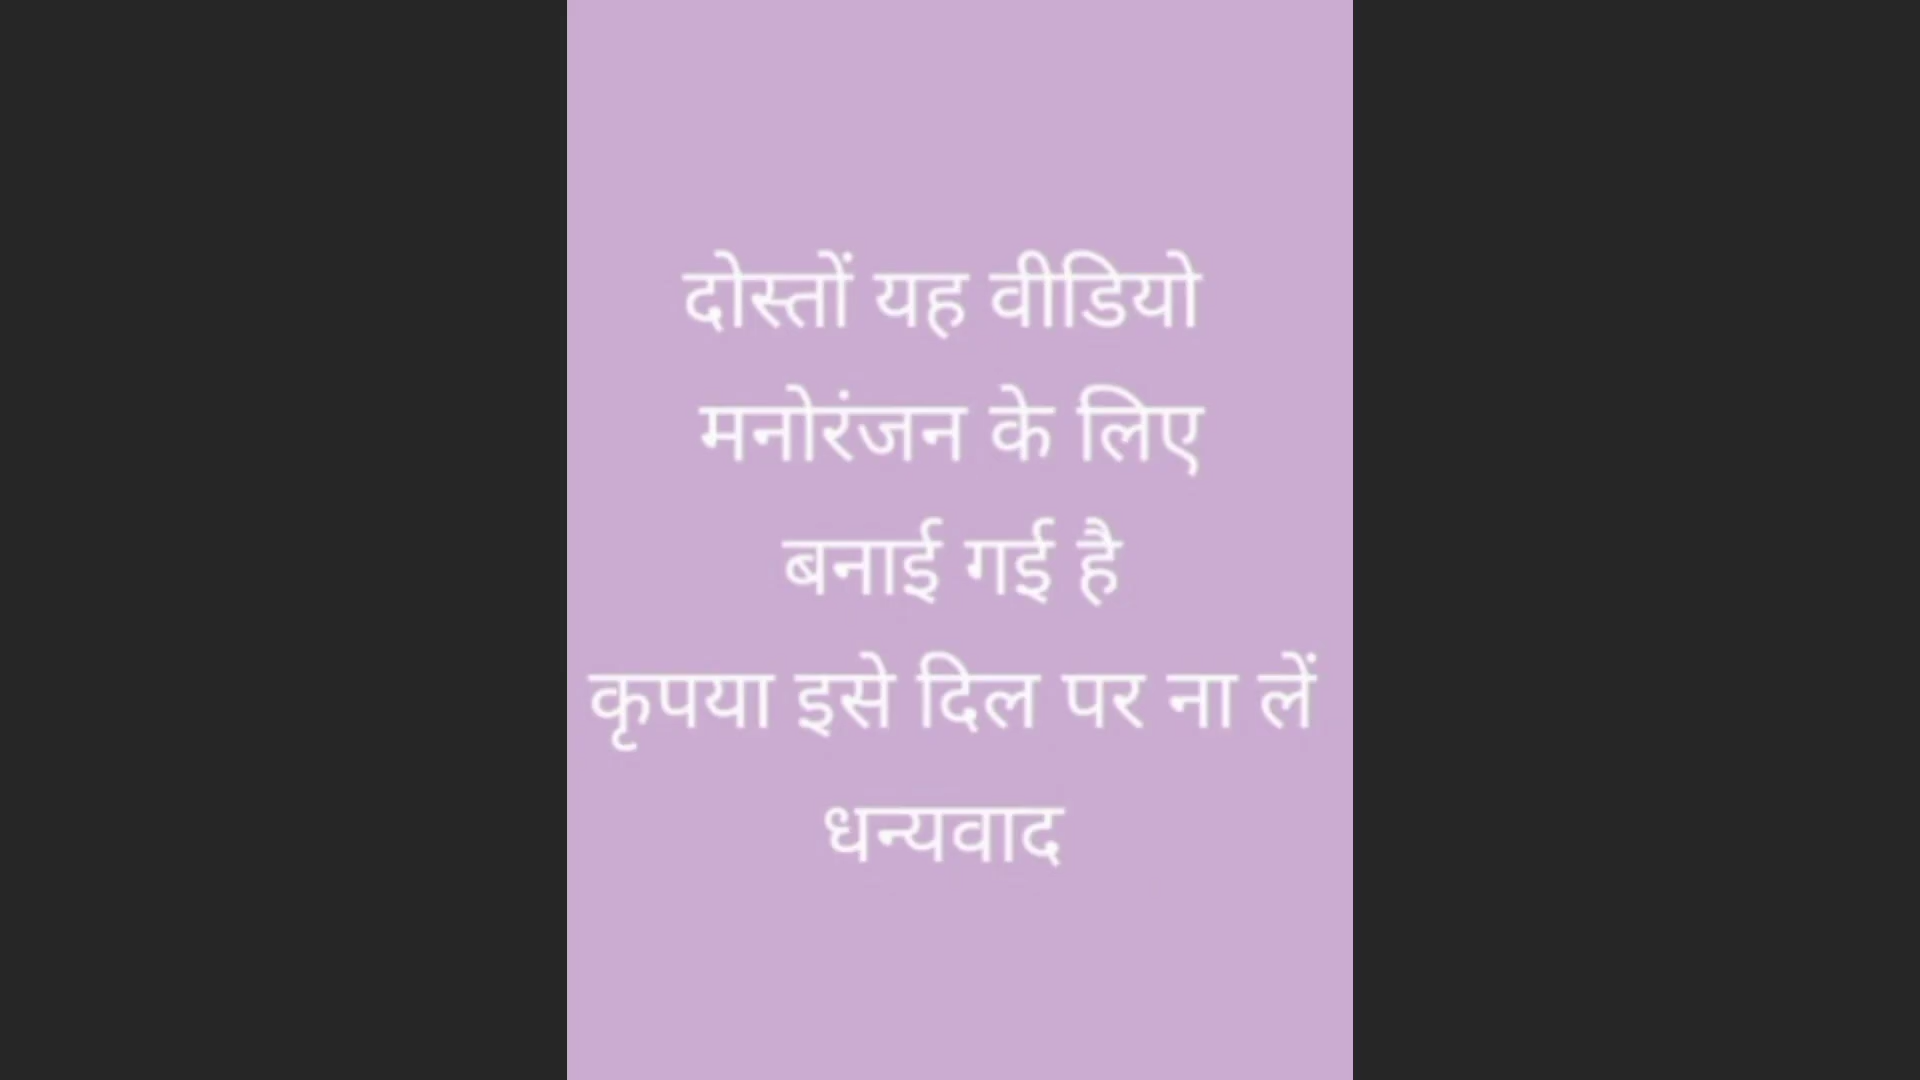 दोस्तों यह वीडियो
मनोरंजन के लिए
बनाई गई है
कृपया इसे दिल पर ना लें
धन्यवाद